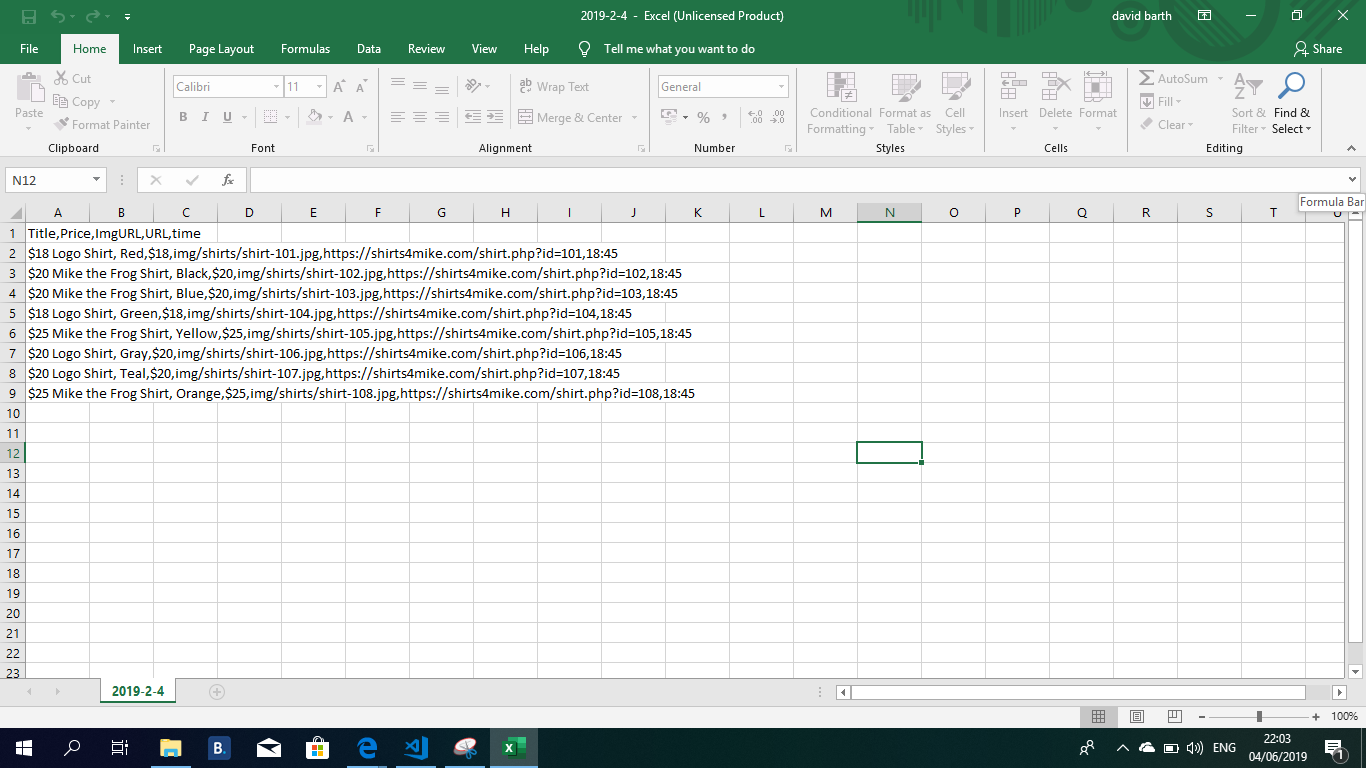 2019-2-4 - Excel (Unlicensed Product)
david barth
File Home Insert Page Layout Formulas Data Review View Help Tell me what you want to do Share
Paste
Cut
Copy
Format Painter
Clipboard
Calibri 11
B I U
Font
Wrap Text
Merge & Center
Alignment
General
% ,
Number
Conditional Formatting
Format as Table
Cell Styles
Styles
Insert Delete Format
Cells
AutoSum
Fill
Clear
Sort & Filter
Find & Select
Editing
N12 fx
Formula Bar
A B C D E F G H I J K L M N O P Q R S T U
1 Title,Price,ImgURL,URL,time
2 $18 Logo Shirt, Red,$18,img/shirts/shirt-101.jpg,https://shirts4mike.com/shirt.php?id=101,18:45
3 $20 Mike the Frog Shirt, Black,$20,img/shirts/shirt-102.jpg,https://shirts4mike.com/shirt.php?id=102,18:45
4 $20 Mike the Frog Shirt, Blue,$20,img/shirts/shirt-103.jpg,https://shirts4mike.com/shirt.php?id=103,18:45
5 $18 Logo Shirt, Green,$18,img/shirts/shirt-104.jpg,https://shirts4mike.com/shirt.php?id=104,18:45
6 $25 Mike the Frog Shirt, Yellow,$25,img/shirts/shirt-105.jpg,https://shirts4mike.com/shirt.php?id=105,18:45
7 $20 Logo Shirt, Gray,$20,img/shirts/shirt-106.jpg,https://shirts4mike.com/shirt.php?id=106,18:45
8 $20 Logo Shirt, Teal,$20,img/shirts/shirt-107.jpg,https://shirts4mike.com/shirt.php?id=107,18:45
9 $25 Mike the Frog Shirt, Orange,$25,img/shirts/shirt-108.jpg,https://shirts4mike.com/shirt.php?id=108,18:45
10
11
12
13
14
15
16
17
18
19
20
21
22
23
2019-2-4
100%
B.
ENG
22:03
04/06/2019
1